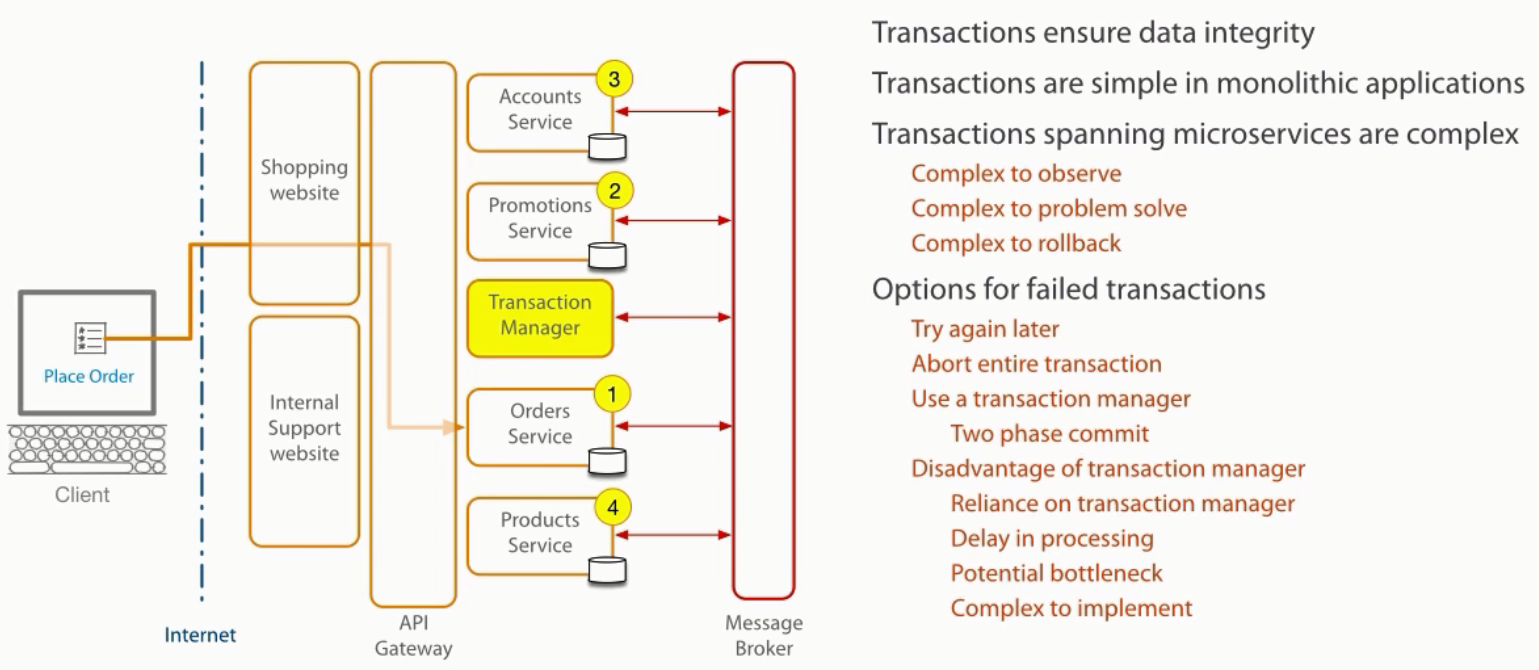 Place Order
Client
Internet
Shopping
website
Internal
Support
website
API
Gateway
3
Accounts
Service
2
Promotions
Service
Transaction
Manager
1
Orders
Service
4
Products
Service
Message
Broker
Transactions ensure data integrity
Transactions are simple in monolithic applications
Transactions spanning microservices are complex
Complex to observe
Complex to problem solve
Complex to rollback
Options for failed transactions
Try again later
Abort entire transaction
Use a transaction manager
Two phase commit
Disadvantage of transaction manager
Reliance on transaction manager
Delay in processing
Potential bottleneck
Complex to implement